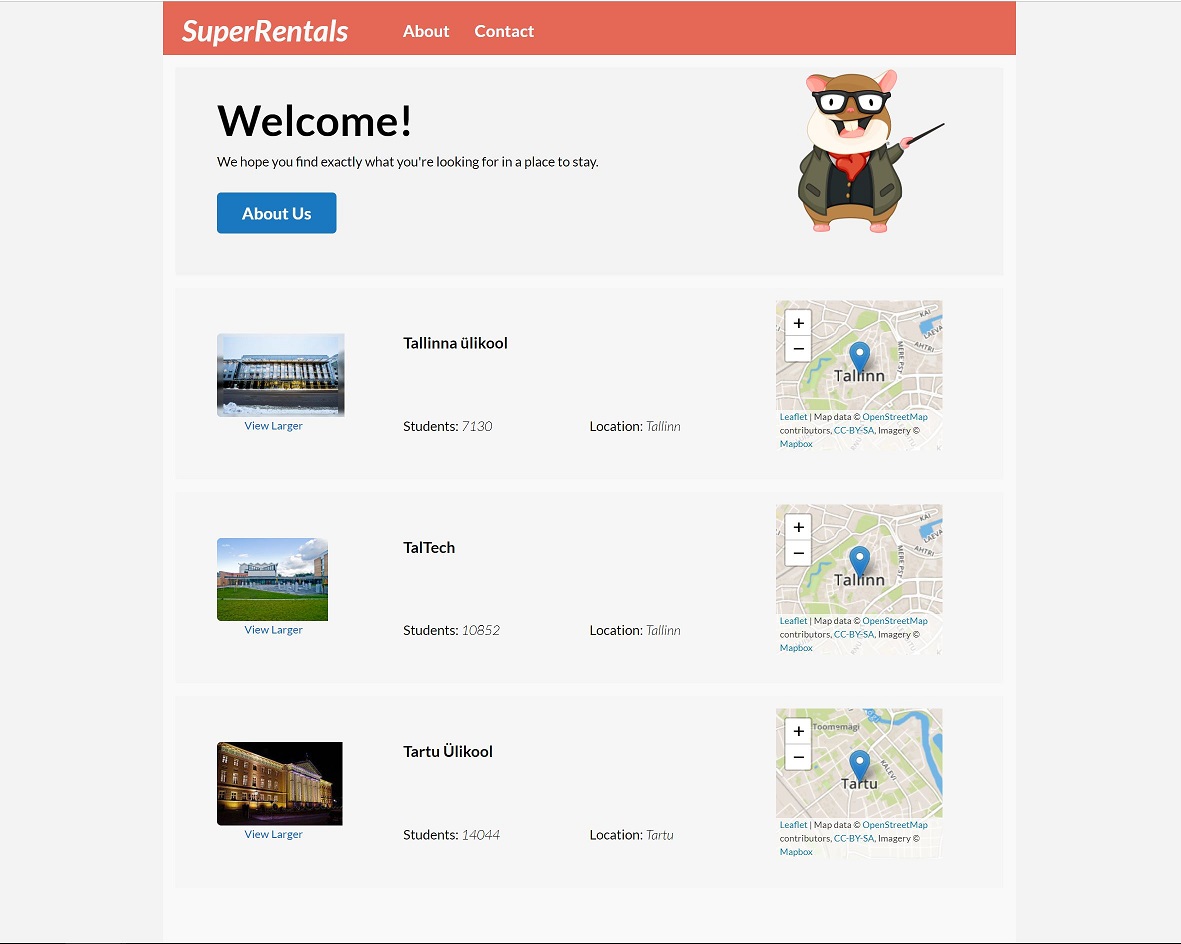 SuperRentals
About
Contact
Welcome!
We hope you find exactly what you're looking for in a place to stay.
About Us
Tallinna ülikool
View Larger
Students: 7130
Location: Tallinn
+
−
KAI
LAEVA
AHTRI
MERE PST
Tallinn
Leaflet | Map data © OpenStreetMap
contributors, CC-BY-SA, Imagery ©
Mapbox
TalTech
View Larger
Students: 10852
Location: Tallinn
+
−
KAI
LAEVA
AHTRI
MERE PST
Tallinn
Leaflet | Map data © OpenStreetMap
contributors, CC-BY-SA, Imagery ©
Mapbox
Tartu Ülikool
View Larger
Students: 14044
Location: Tartu
+
−
Toomemägi
KALEVI
Tartu
Leaflet | Map data © OpenStreetMap
contributors, CC-BY-SA, Imagery ©
Mapbox